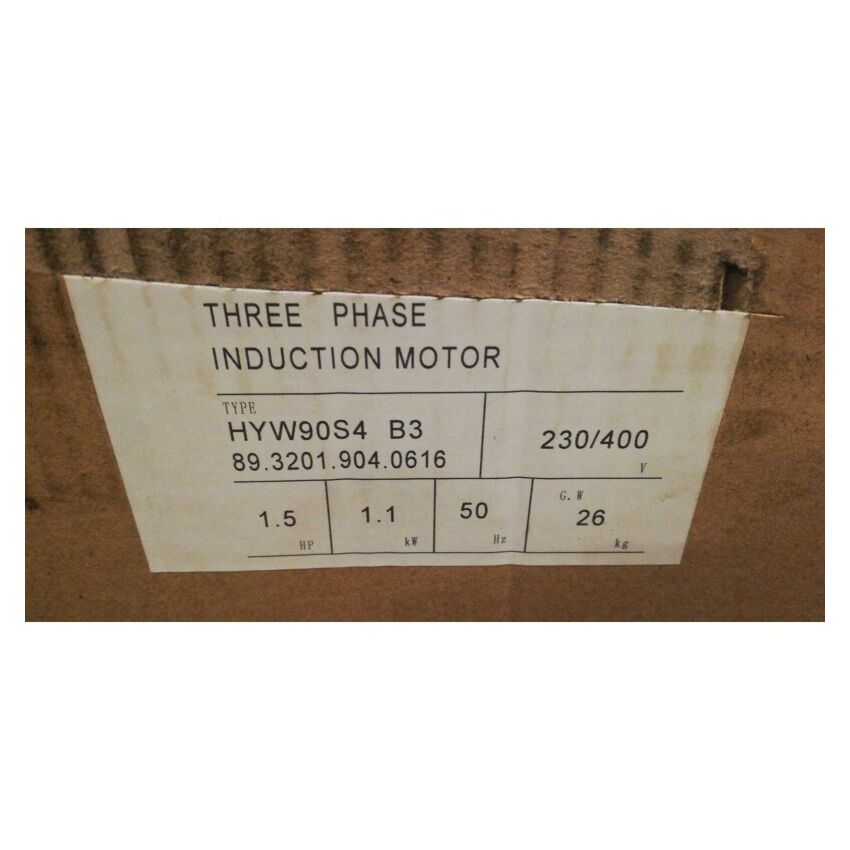 THREE PHASE
INDUCTION MOTOR
TYPE
HYW90S4 B3
89.3201.904.0616
230/400
V
1.5
HP
1.1
kW
50
Hz
G.W
26
kg